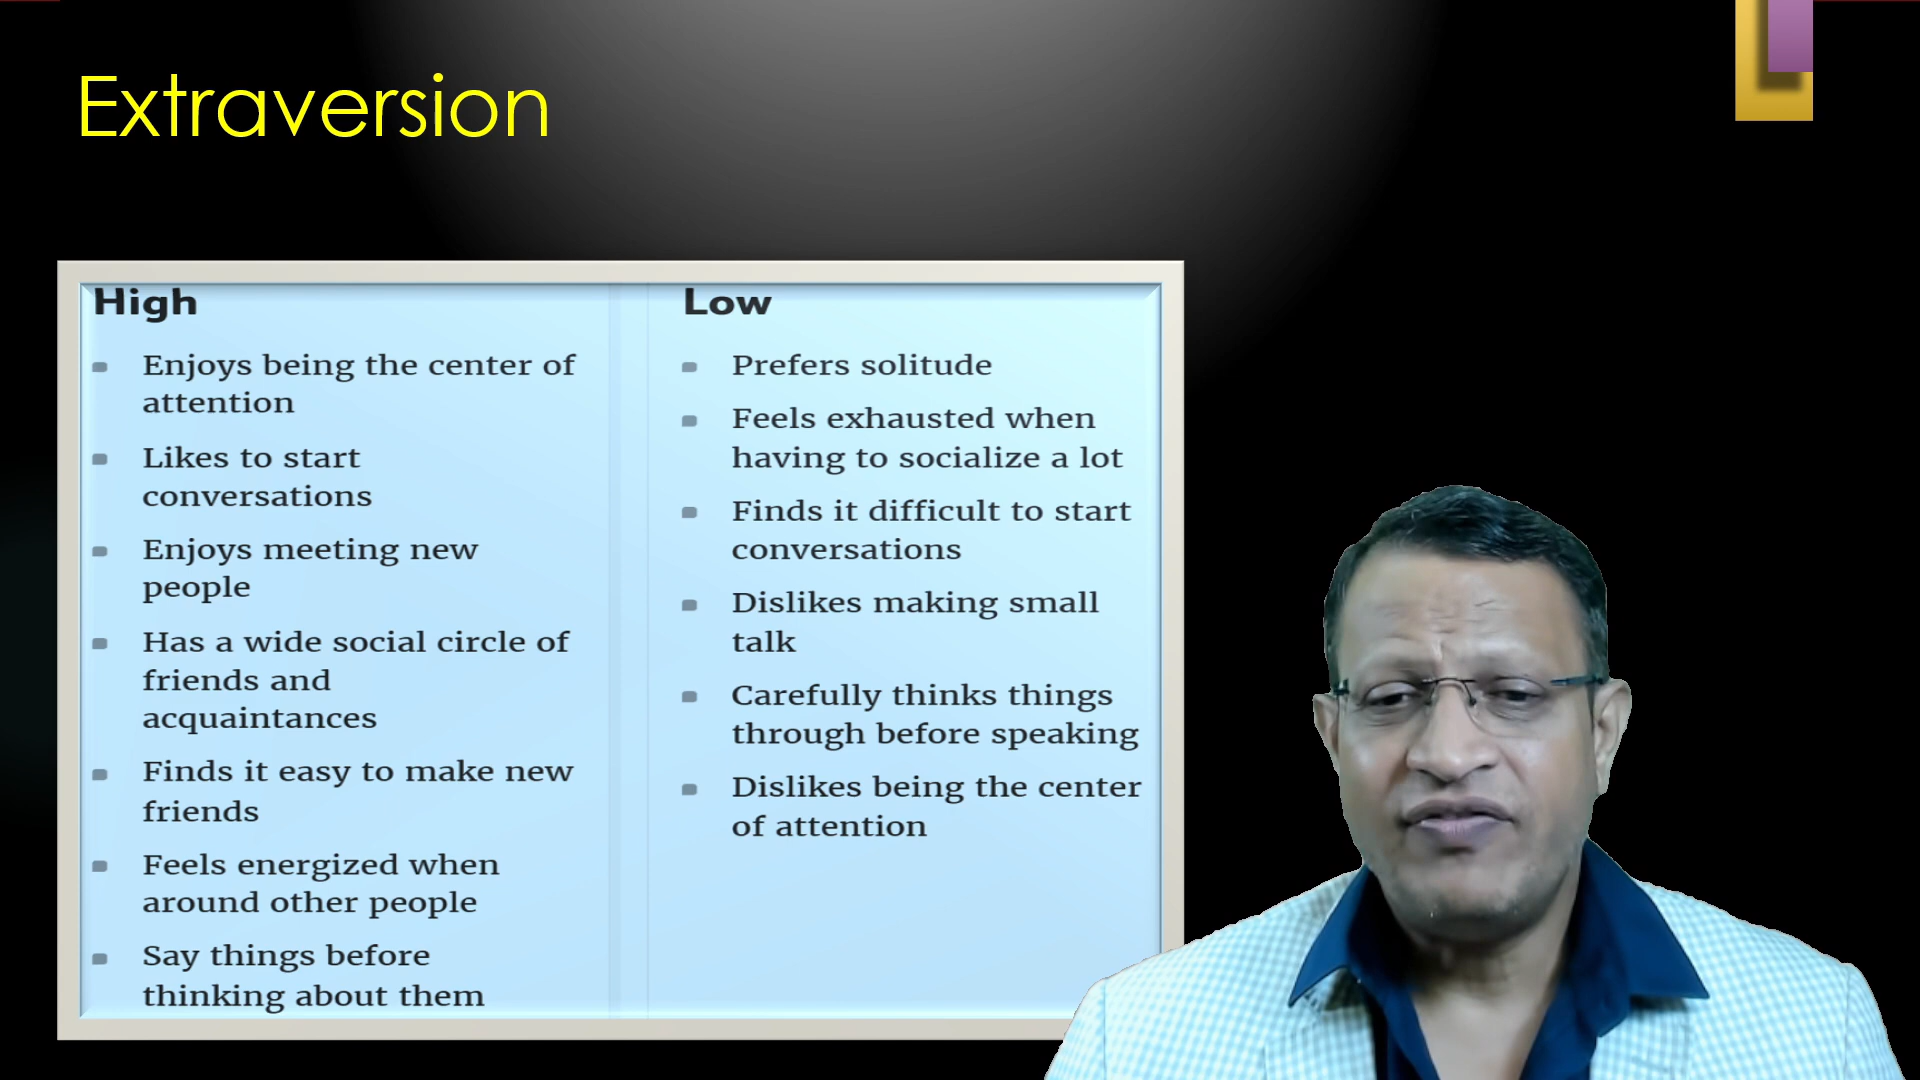 Extraversion
High
Enjoys being the center of
attention
Likes to start
conversations
Enjoys meeting new
people
Has a wide social circle of
friends and
acquaintances
Finds it easy to make new
friends
Feels energized when
around other people
Say things before
thinking about them
Low
Prefers solitude
Feels exhausted when
having to socialize a lot
Finds it difficult to start
conversations
Dislikes making small
talk
Carefully thinks things
through before speaking
Dislikes being the center
of attention